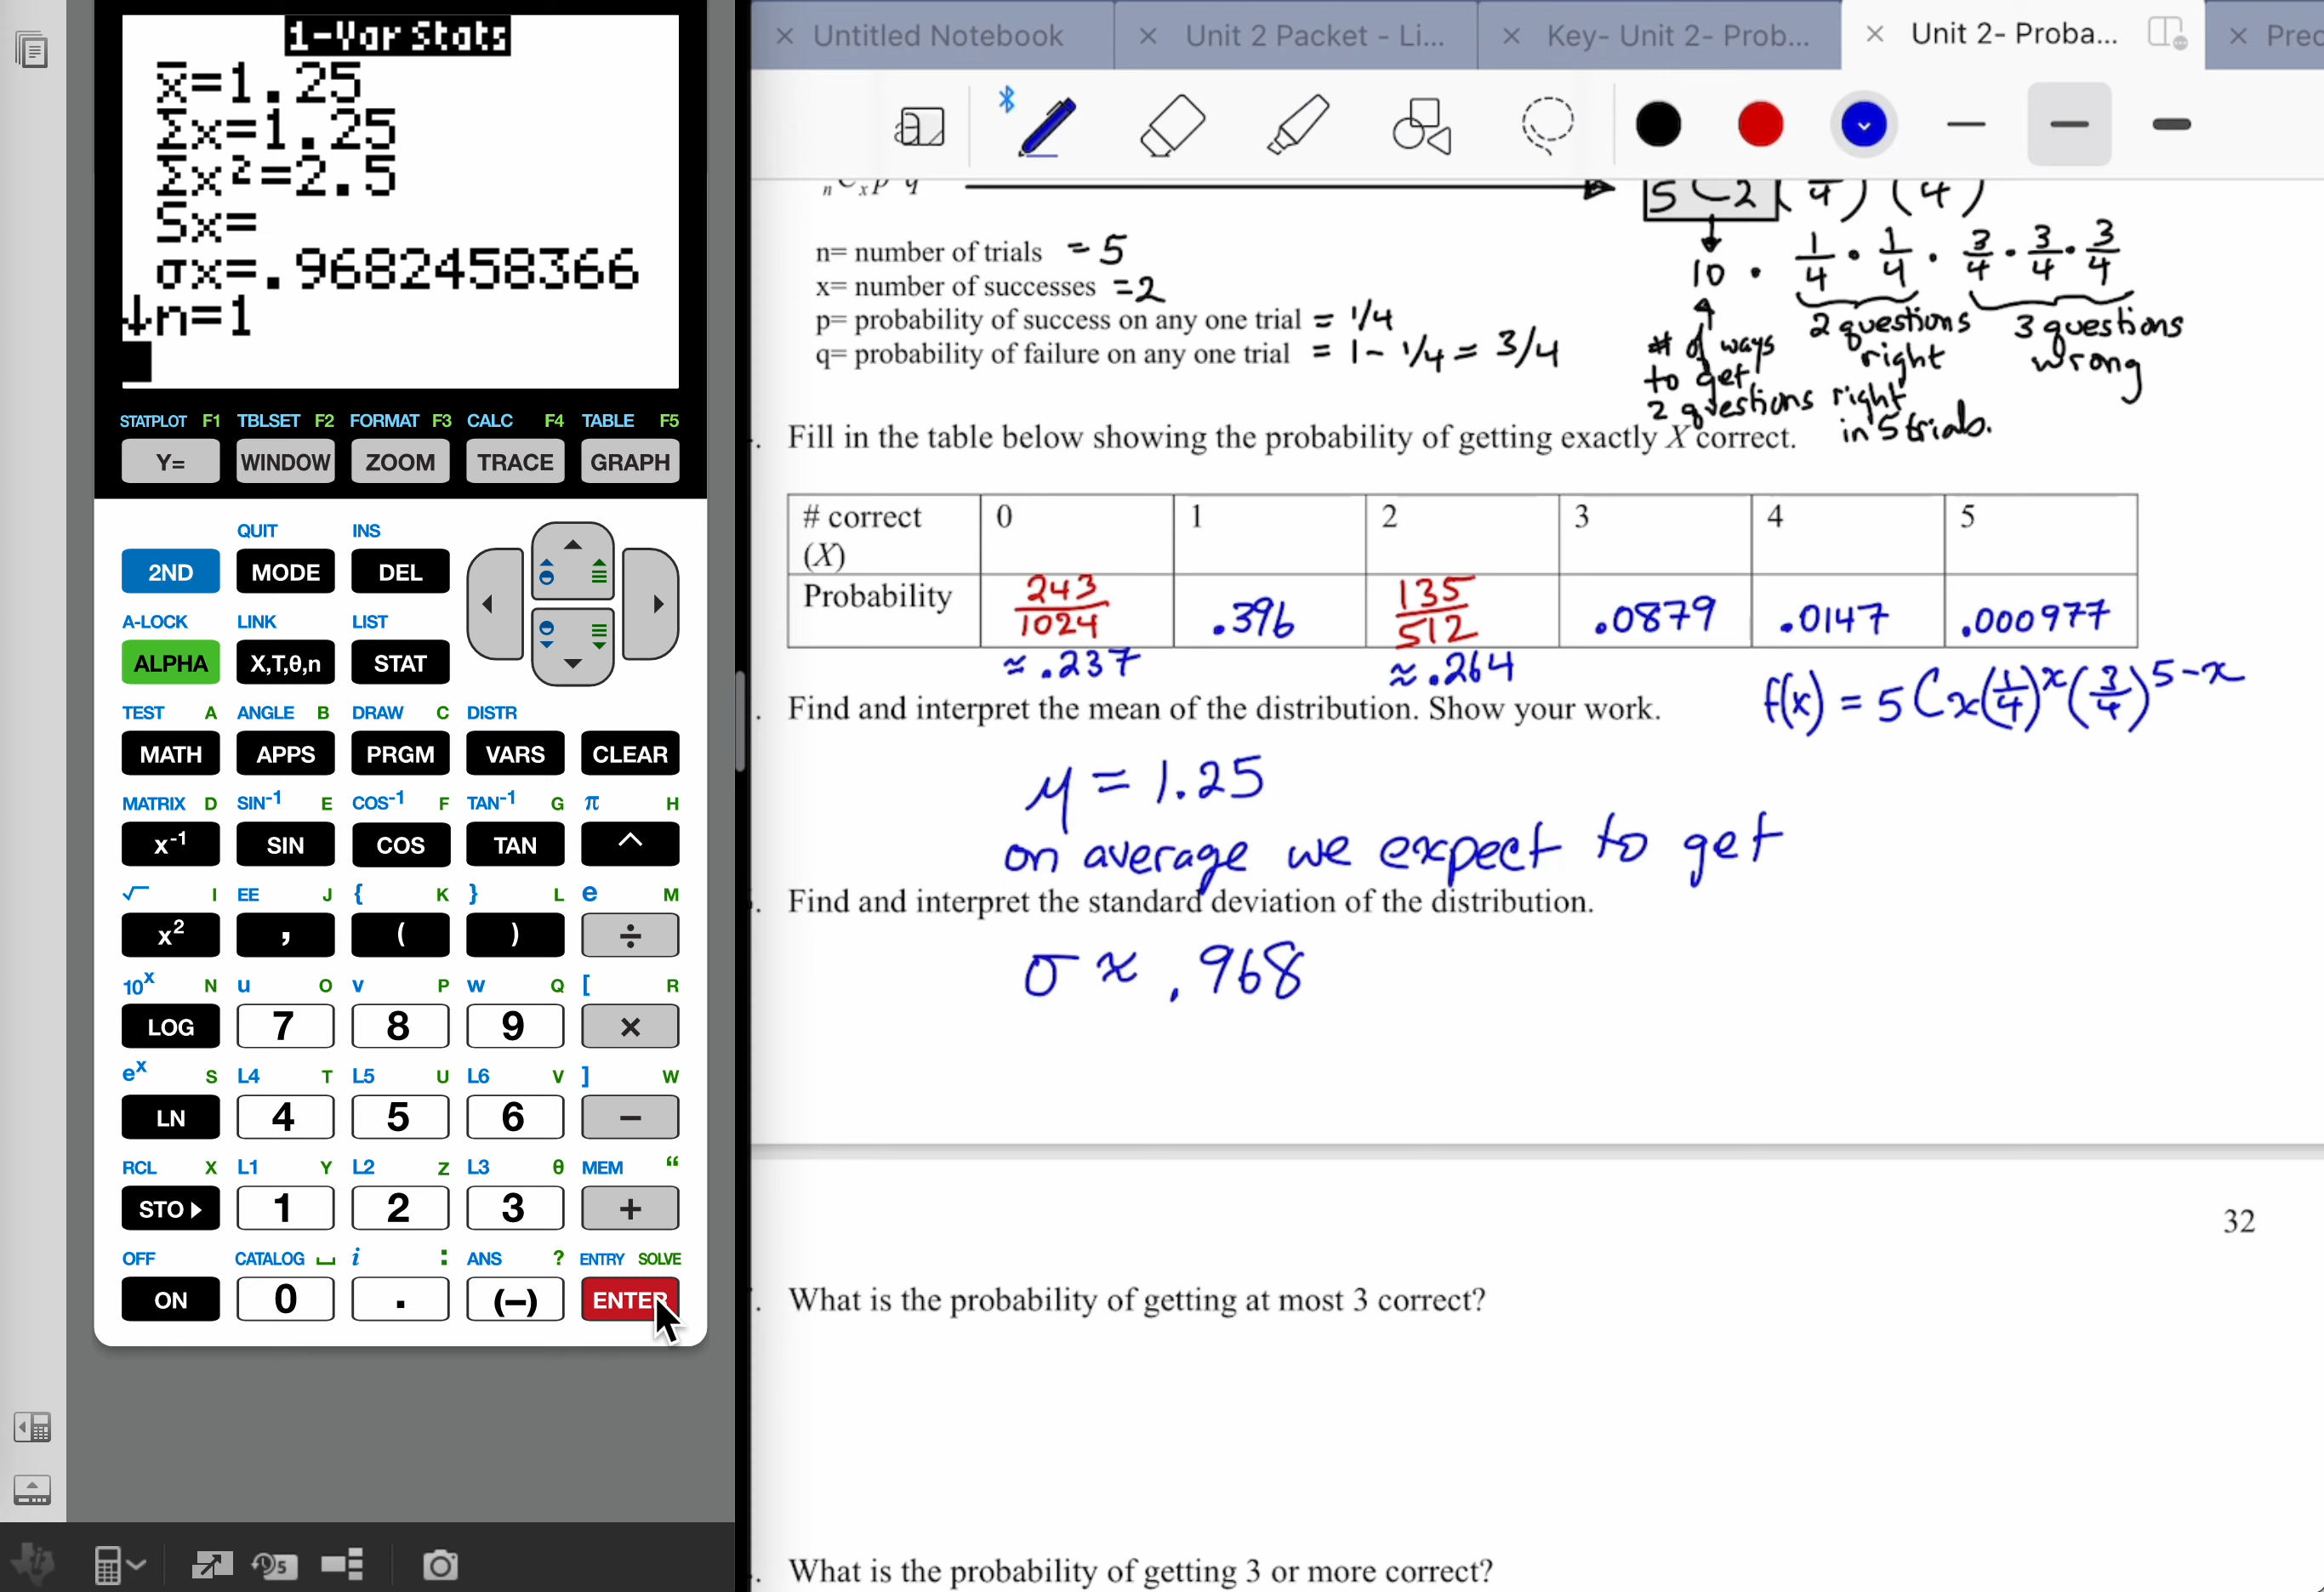 1-Var Stats
x̄=1.25
Σx=1.25
Σx²=2.5
Sx=
σx=.9682458366
↓n=1
STATPLOT F1 TBLSET F2 FORMAT F3 CALC F4 TABLE F5
Y= WINDOW ZOOM TRACE GRAPH
QUIT INS
2ND MODE DEL
A-LOCK LINK LIST
ALPHA X,T,θ,n STAT
TEST A ANGLE B DRAW C DISTR
MATH APPS PRGM VARS CLEAR
MATRIX D SIN⁻¹ E COS⁻¹ F TAN⁻¹ G π H
x⁻¹ SIN COS TAN ^
√ I EE J { K } L e M
x² , ( ) ÷
10ˣ N u O v P w Q [ R
LOG 7 8 9 ×
eˣ S L4 T L5 U L6 V ] W
LN 4 5 6 −
RCL X L1 Y L2 Z L3 θ MEM “
STO► 1 2 3 +
OFF CATALOG ⎵ i : ANS ? ENTRY SOLVE
ON 0 . (−) ENTER
× Untitled Notebook × Unit 2 Packet - Li... × Key- Unit 2- Prob... × Unit 2- Proba... × Prec
n= number of trials = 5
x= number of successes = 2
p= probability of success on any one trial = 1/4
q= probability of failure on any one trial = 1 - 1/4 = 3/4
10 · 1/4 · 1/4 · 3/4 · 3/4 · 3/4
# of ways
to get
2 questions right
in 5 trials.
2 questions
right
3 questions
wrong
. Fill in the table below showing the probability of getting exactly X correct.
# correct (X) 0 1 2 3 4 5
Probability 243/1024 .396 135/512 .0879 .0147 .000977
≈ .237 ≈ .264
. Find and interpret the mean of the distribution. Show your work.
f(x) = 5Cx(1/4)^x(3/4)^5-x
μ = 1.25
on average we expect to get
. Find and interpret the standard deviation of the distribution.
σ ≈ .968
32
. What is the probability of getting at most 3 correct?
. What is the probability of getting 3 or more correct?